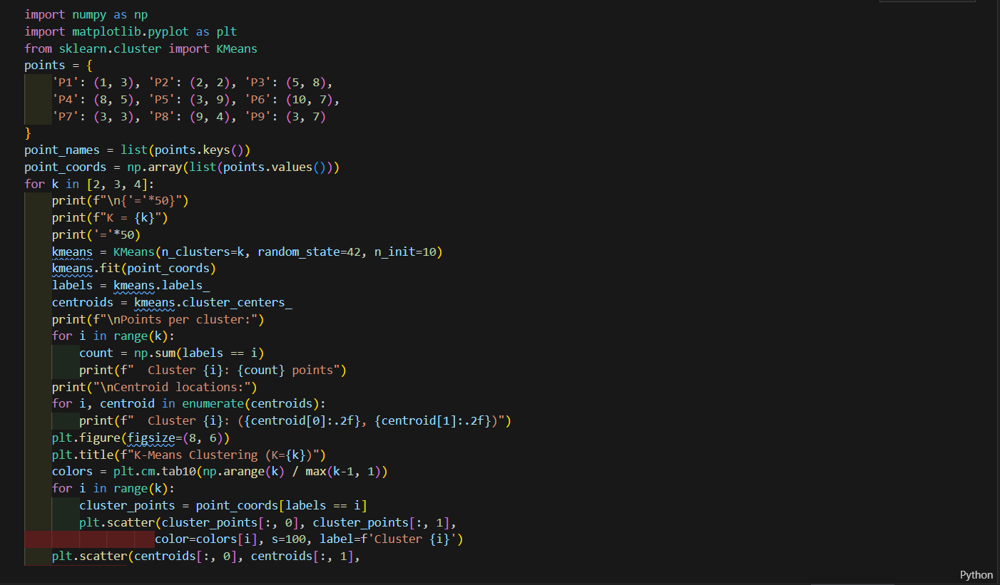 import numpy as np
import matplotlib.pyplot as plt
from sklearn.cluster import KMeans
points = {
    'P1': (1, 3), 'P2': (2, 2), 'P3': (5, 8),
    'P4': (8, 5), 'P5': (3, 9), 'P6': (10, 7),
    'P7': (3, 3), 'P8': (9, 4), 'P9': (3, 7)
}
point_names = list(points.keys())
point_coords = np.array(list(points.values()))
for k in [2, 3, 4]:
    print(f"\n{'='*50}")
    print(f"K = {k}")
    print('='*50)
    kmeans = KMeans(n_clusters=k, random_state=42, n_init=10)
    kmeans.fit(point_coords)
    labels = kmeans.labels_
    centroids = kmeans.cluster_centers_
    print(f"\nPoints per cluster:")
    for i in range(k):
        count = np.sum(labels == i)
        print(f"  Cluster {i}: {count} points")
    print("\nCentroid locations:")
    for i, centroid in enumerate(centroids):
        print(f"  Cluster {i}: ({centroid[0]:.2f}, {centroid[1]:.2f})")
    plt.figure(figsize=(8, 6))
    plt.title(f"K-Means Clustering (K={k})")
    colors = plt.cm.tab10(np.arange(k) / max(k-1, 1))
    for i in range(k):
        cluster_points = point_coords[labels == i]
        plt.scatter(cluster_points[:, 0], cluster_points[:, 1],
                   color=colors[i], s=100, label=f'Cluster {i}')
    plt.scatter(centroids[:, 0], centroids[:, 1],
Python